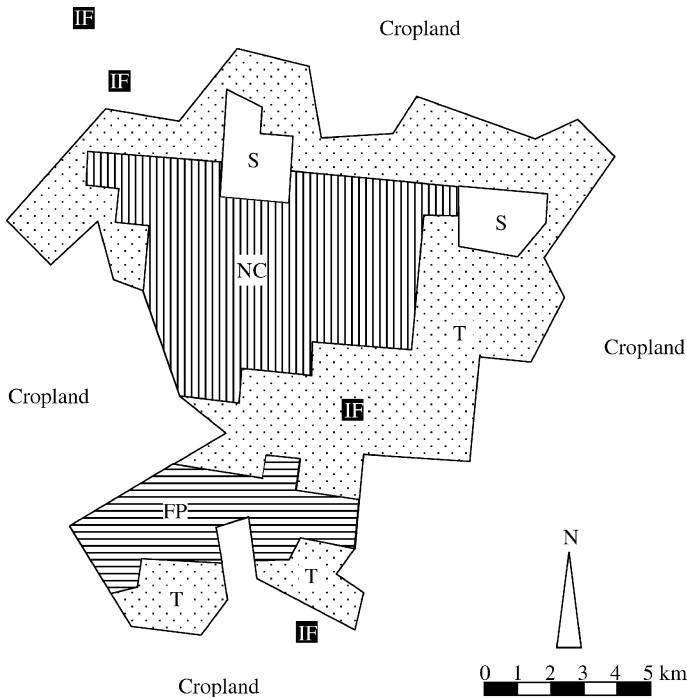 IF
Cropland
IF
S
S
NC
T
Cropland
Cropland
IF
FP
N
T
T
IF
0 1 2 3 4 5 km
Cropland